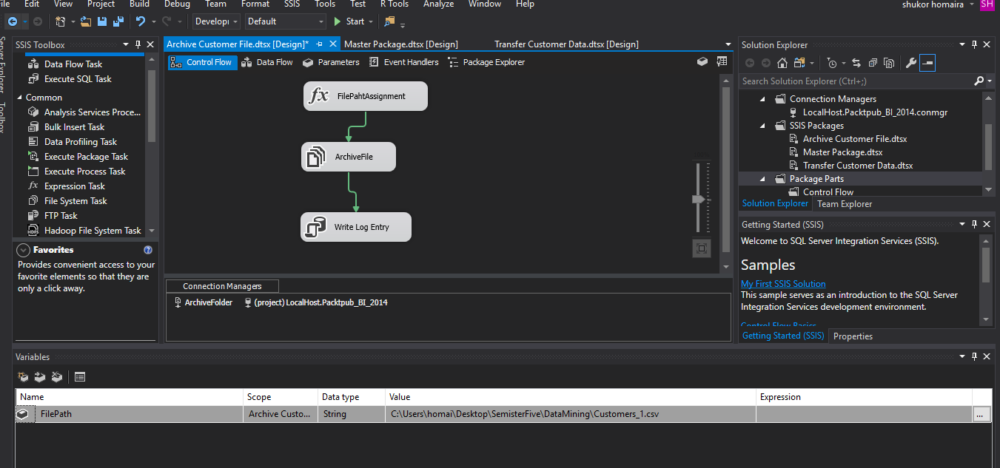 File Edit View Project Build Debug Team Format SSIS Tools Test R Tools Analyze Window Help
shukor homaira SH
Develop Default Start
Server Explorer Toolbox
SSIS Toolbox
Data Flow Task
Execute SQL Task
Common
Analysis Services Proce...
Bulk Insert Task
Data Profiling Task
Execute Package Task
Execute Process Task
Expression Task
File System Task
FTP Task
Hadoop File System Task
Favorites
Provides convenient access to your
favorite elements so that they are
only a click away.
Archive Customer File.dtsx [Design]* Master Package.dtsx [Design] Transfer Customer Data.dtsx [Design]
Control Flow Data Flow Parameters Event Handlers Package Explorer
fx FilePahtAssignment
ArchiveFile
Write Log Entry
Connection Managers
ArchiveFolder (project) LocalHost.Packtpub_BI_2014
Solution Explorer
Search Solution Explorer (Ctrl+;)
Connection Managers
LocalHost.Packtpub_BI_2014.conmgr
SSIS Packages
Archive Customer File.dtsx
Master Package.dtsx
Transfer Customer Data.dtsx
Package Parts
Control Flow
Solution Explorer Team Explorer
Getting Started (SSIS)
Welcome to SQL Server Integration Services (SSIS).
Samples
My First SSIS Solution
This sample serves as an introduction to the SQL Server
Integration Services development environment.
Control Flow Basics
Getting Started (SSIS) Properties
Variables
Name Scope Data type Value Expression
FilePath Archive Custo... String C:\Users\homai\Desktop\SemisterFive\DataMining\Customers_1.csv ...